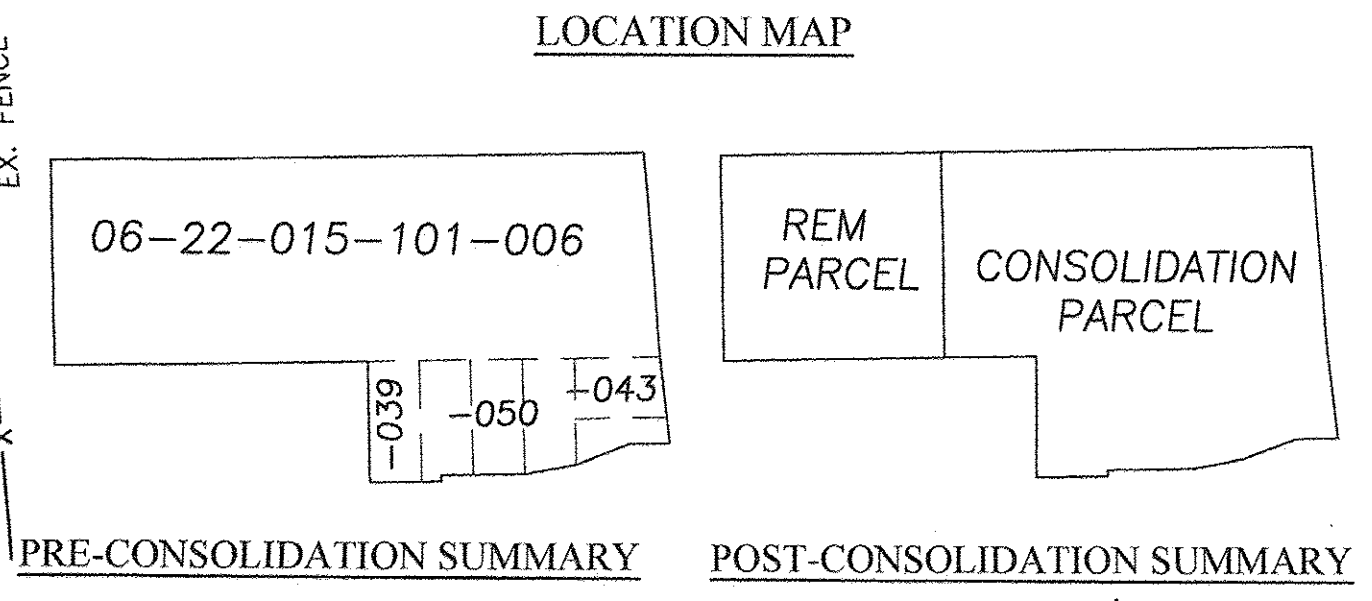 LOCATION MAP
EX. FENCE
X
06-22-015-101-006
-039
-050
-043
REM
PARCEL
CONSOLIDATION
PARCEL
PRE-CONSOLIDATION SUMMARY
POST-CONSOLIDATION SUMMARY